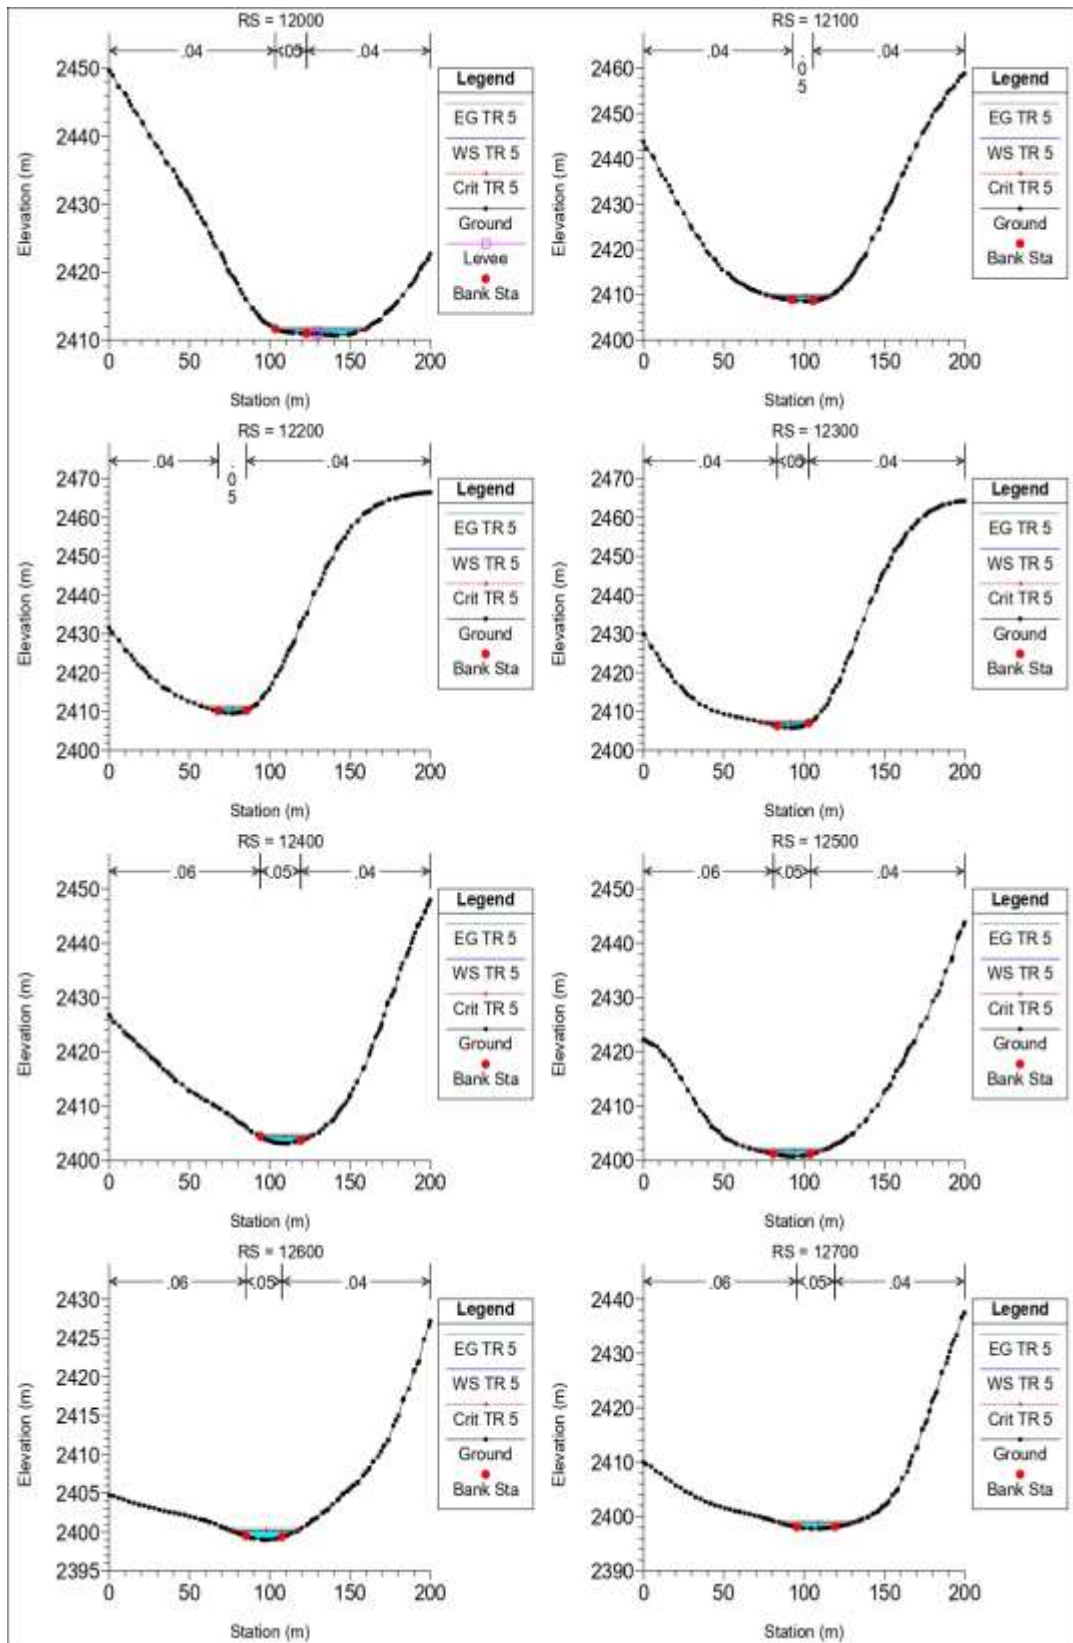 RS = 12000
.04 .05 .04
Elevation (m)
2450
2440
2430
2420
2410
0 50 100 150 200
Station (m)
Legend
EG TR 5
WS TR 5
Crit TR 5
Ground
Levee
Bank Sta
RS = 12100
.04 .05 .04
Elevation (m)
2460
2450
2440
2430
2420
2410
2400
0 50 100 150 200
Station (m)
Legend
EG TR 5
WS TR 5
Crit TR 5
Ground
Bank Sta
RS = 12200
.04 .05 .04
Elevation (m)
2470
2460
2450
2440
2430
2420
2410
2400
0 50 100 150 200
Station (m)
Legend
EG TR 5
WS TR 5
Crit TR 5
Ground
Bank Sta
RS = 12300
.04 .05 .04
Elevation (m)
2470
2460
2450
2440
2430
2420
2410
2400
0 50 100 150 200
Station (m)
Legend
EG TR 5
WS TR 5
Crit TR 5
Ground
Bank Sta
RS = 12400
.06 .05 .04
Elevation (m)
2450
2440
2430
2420
2410
2400
0 50 100 150 200
Station (m)
Legend
EG TR 5
WS TR 5
Crit TR 5
Ground
Bank Sta
RS = 12500
.06 .05 .04
Elevation (m)
2450
2440
2430
2420
2410
2400
0 50 100 150 200
Station (m)
Legend
EG TR 5
WS TR 5
Crit TR 5
Ground
Bank Sta
RS = 12600
.06 .05 .04
Elevation (m)
2430
2425
2420
2415
2410
2405
2400
2395
0 50 100 150 200
Station (m)
Legend
EG TR 5
WS TR 5
Crit TR 5
Ground
Bank Sta
RS = 12700
.06 .05 .04
Elevation (m)
2440
2430
2420
2410
2400
2390
0 50 100 150 200
Station (m)
Legend
EG TR 5
WS TR 5
Crit TR 5
Ground
Bank Sta